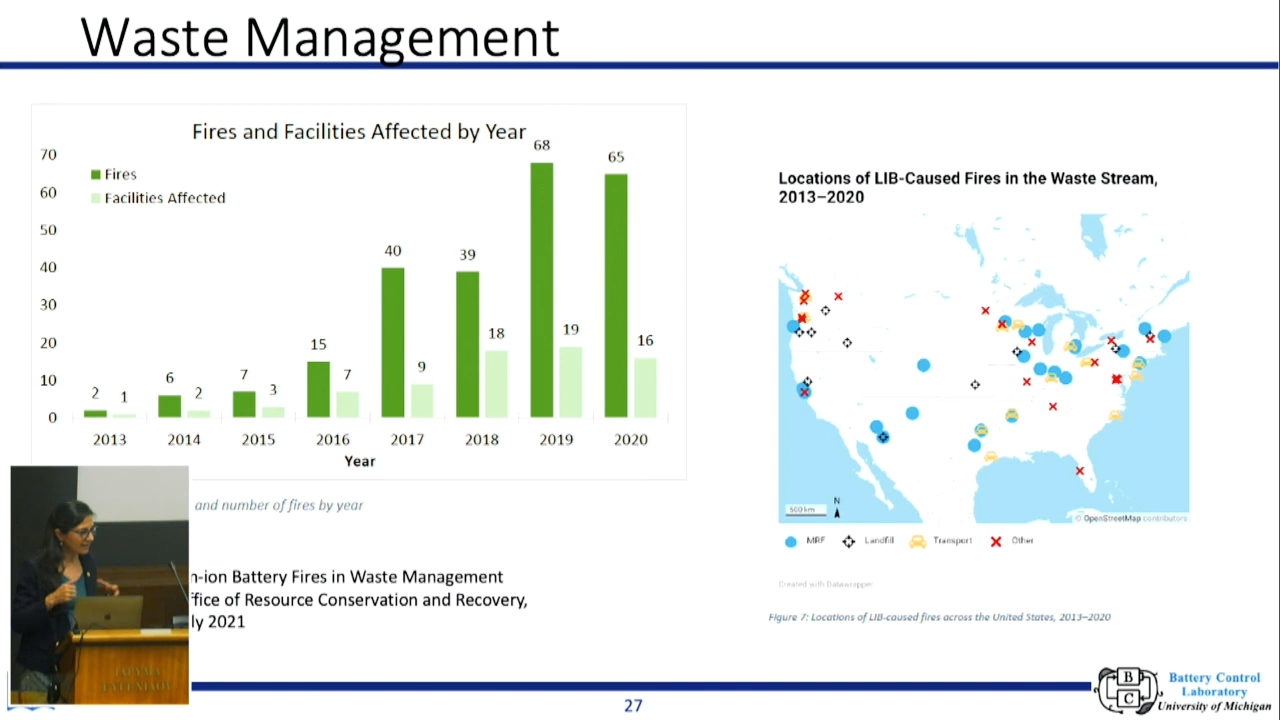 Waste Management
Fires and Facilities Affected by Year
70
60
50
40
30
20
10
0
Fires
Facilities Affected
2 1
6 2
7 3
15 7
40 9
39 18
68 19
65 16
2013 2014 2015 2016 2017 2018 2019 2020
Year
and number of fires by year
n-ion Battery Fires in Waste Management
ffice of Resource Conservation and Recovery,
ly 2021
Locations of LIB-Caused Fires in the Waste Stream,
2013–2020
500 km
N
© OpenStreetMap contributors
MRF Landfill Transport Other
Created with Datawrapper
Figure 7: Locations of LIB-caused fires across the United States, 2013–2020
27
B
C
Battery Control
Laboratory
University of Michigan